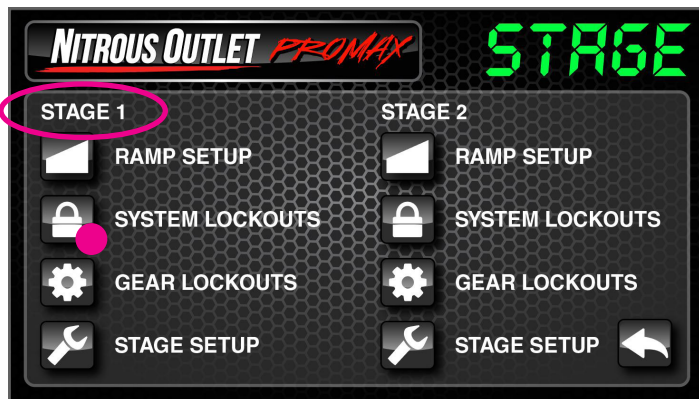 NITROUS OUTLET PROMAX
STAGE
STAGE 1
RAMP SETUP
SYSTEM LOCKOUTS
GEAR LOCKOUTS
STAGE SETUP
STAGE 2
RAMP SETUP
SYSTEM LOCKOUTS
GEAR LOCKOUTS
STAGE SETUP